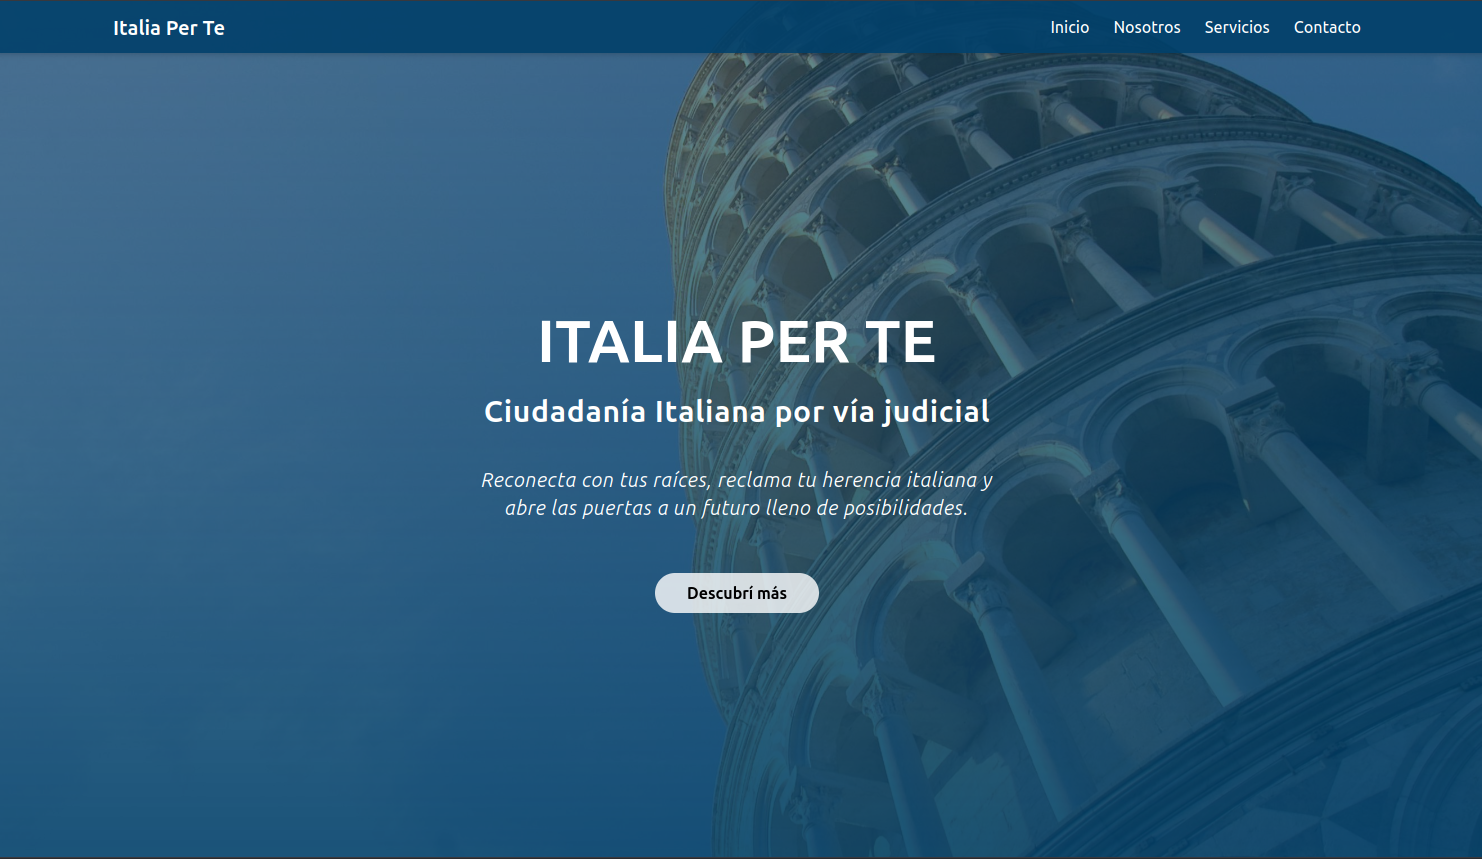 Italia Per Te
Inicio Nosotros Servicios Contacto
ITALIA PER TE
Ciudadanía Italiana por vía judicial
Reconecta con tus raíces, reclama tu herencia italiana y
abre las puertas a un futuro lleno de posibilidades.
Descubrí más